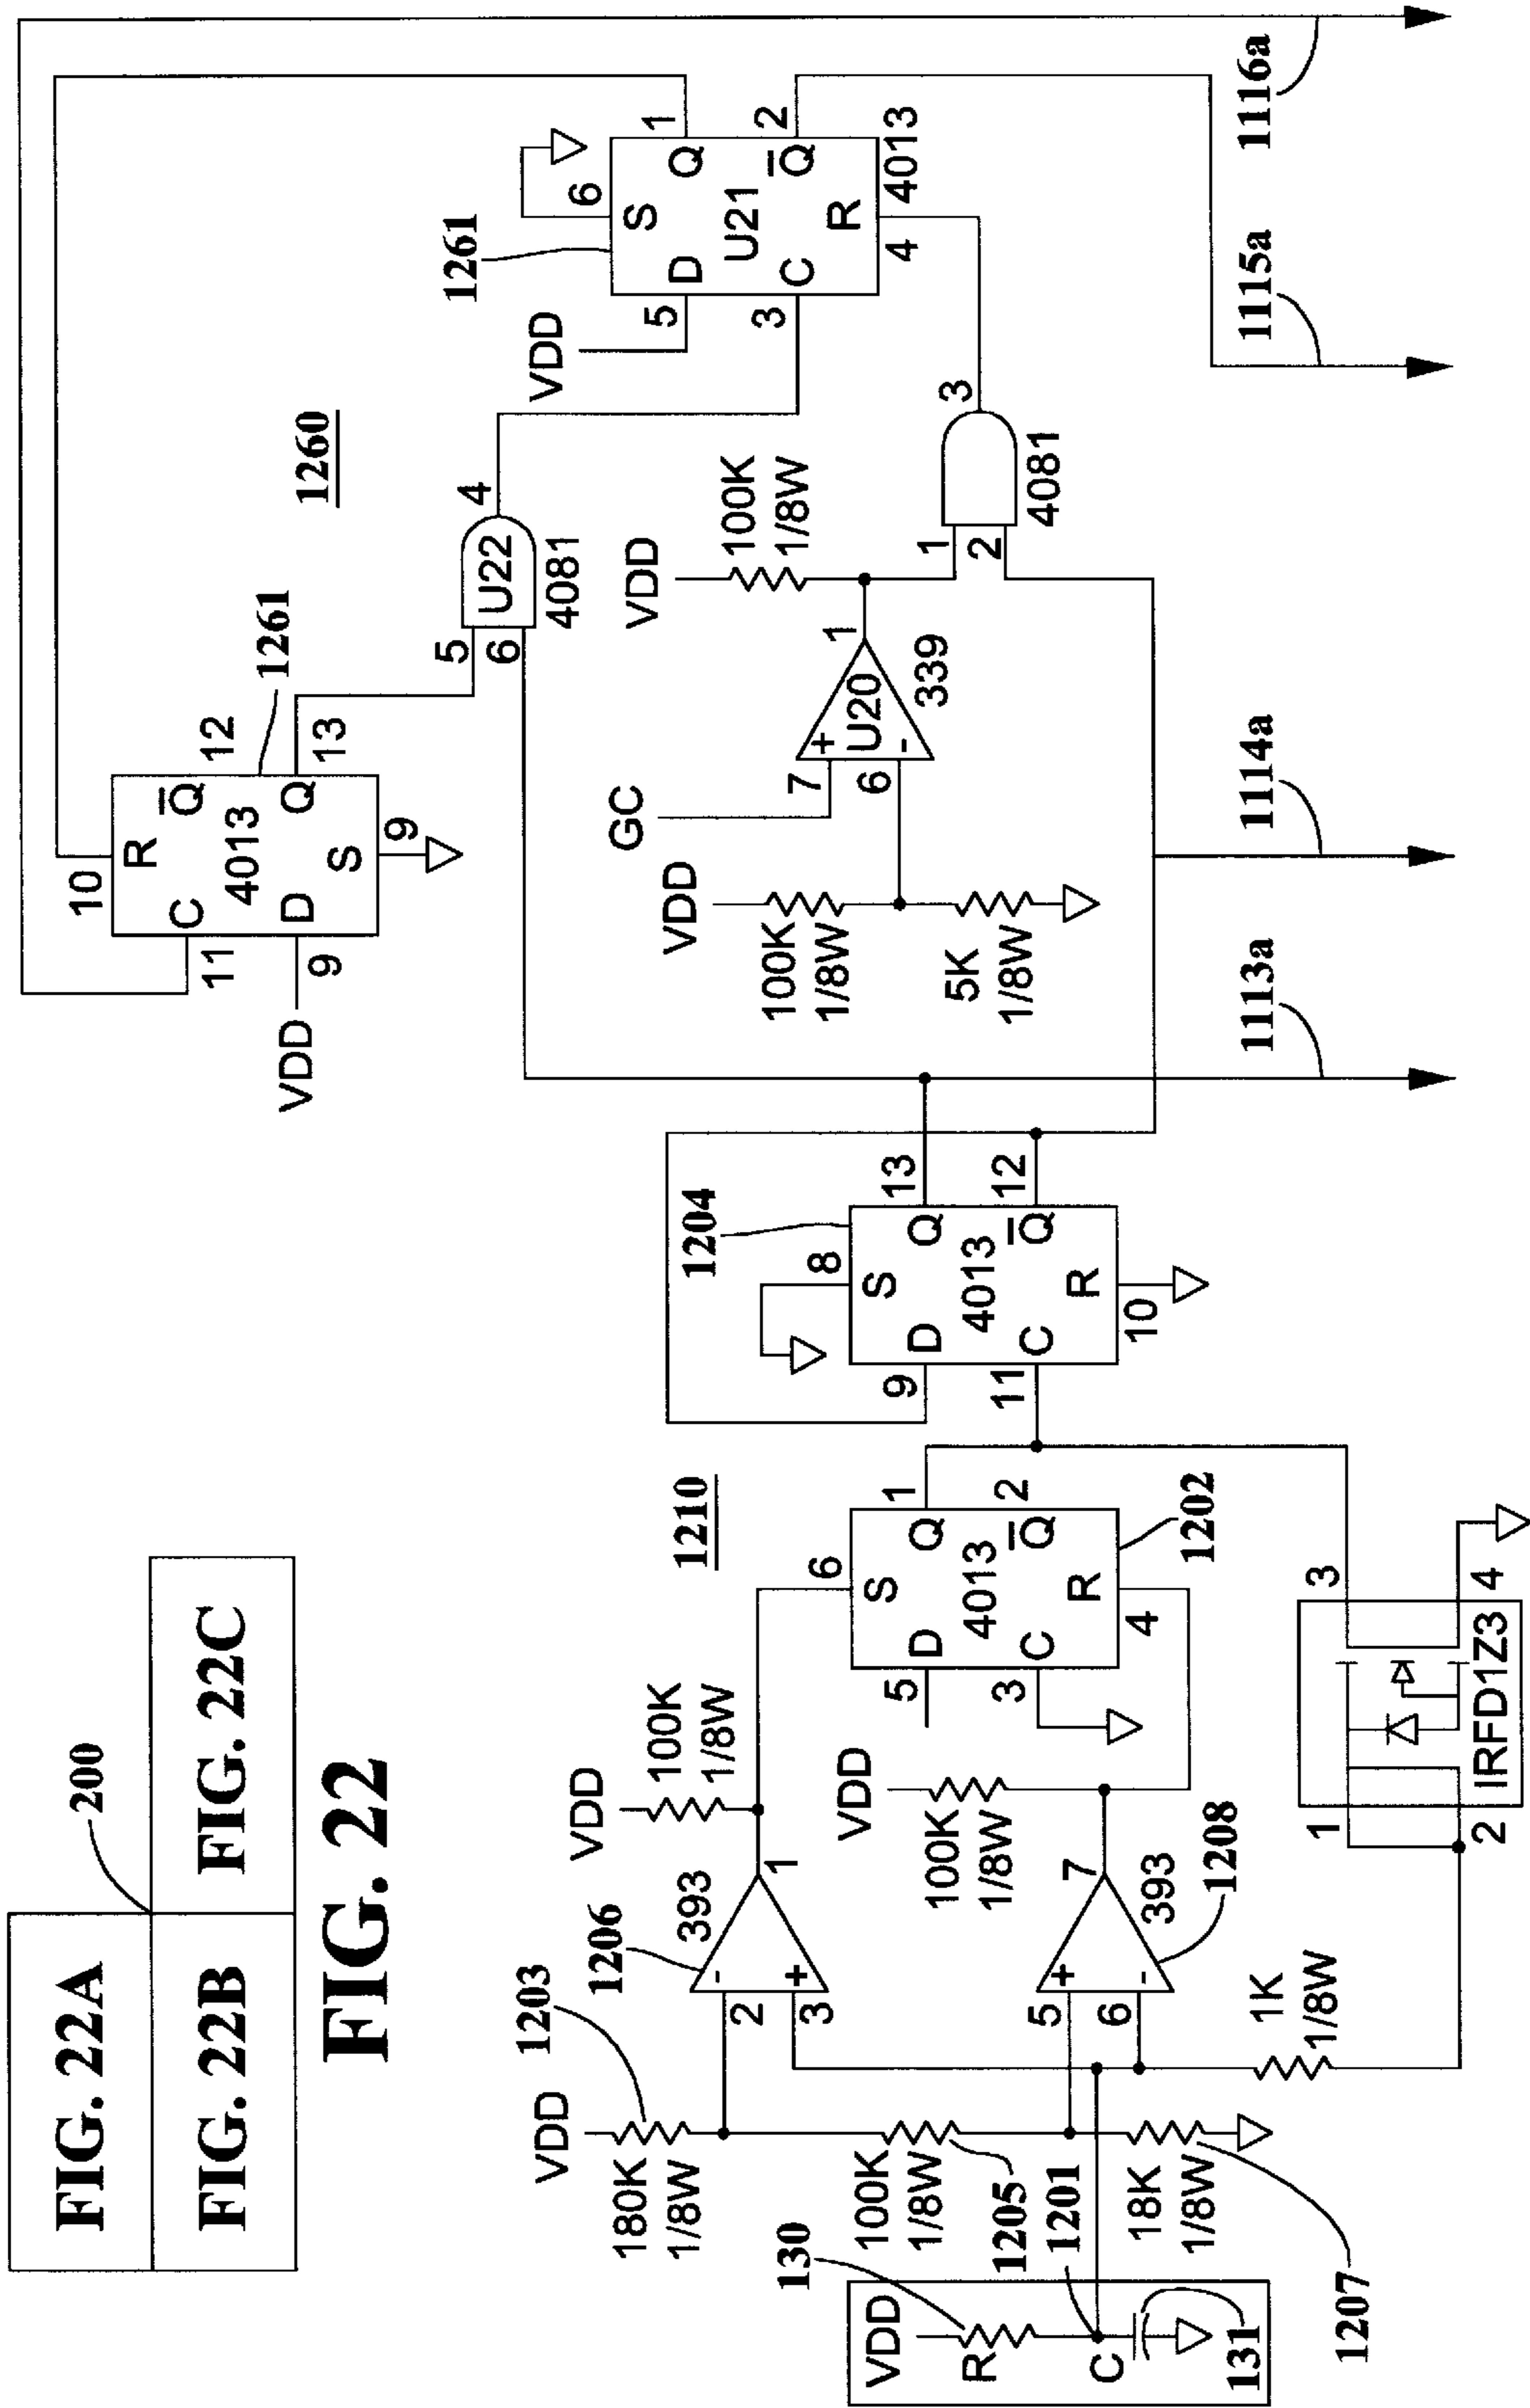 FIG. 22A
FIG. 22B
FIG. 22C
200
FIG. 22
1210
1260
VDD
R
C
130
131
1201
VDD
180K
1/8W
1203
100K
1/8W
1205
18K
1/8W
1207
1206
-
+
2
3
393
1
VDD
100K
1/8W
+
-
5
6
393
7
1208
VDD
100K
1/8W
1K
1/8W
1
2
3
4
IRFD1Z3
6
S
5
D
Q
1
4013
3
C
Q
2
R
4
1202
1204
8
S
9
D
Q
13
4013
11
C
Q
12
R
10
VDD
9
11
10
R
C
Q
12
4013
D
Q
13
S
9
1261
5
6
U22
4
4081
VDD
100K
1/8W
5K
1/8W
GC
7
6
+
-
U20
339
1
VDD
100K
1/8W
1
2
3
4081
VDD
1261
6
S
5
D
Q
1
U21
3
C
Q
2
R
4
4013
1113a
1114a
1115a
1116a